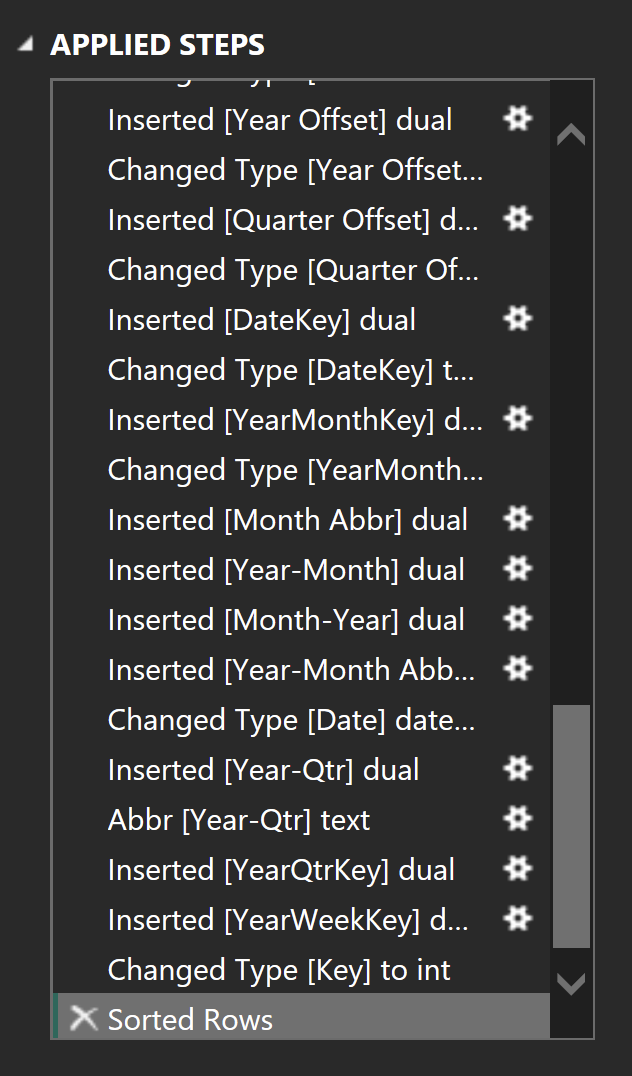 APPLIED STEPS
Inserted [Year Offset] dual
Changed Type [Year Offset...
Inserted [Quarter Offset] d...
Changed Type [Quarter Of...
Inserted [DateKey] dual
Changed Type [DateKey] t...
Inserted [YearMonthKey] d...
Changed Type [YearMonth...
Inserted [Month Abbr] dual
Inserted [Year-Month] dual
Inserted [Month-Year] dual
Inserted [Year-Month Abb...
Changed Type [Date] date...
Inserted [Year-Qtr] dual
Abbr [Year-Qtr] text
Inserted [YearQtrKey] dual
Inserted [YearWeekKey] d...
Changed Type [Key] to int
Sorted Rows